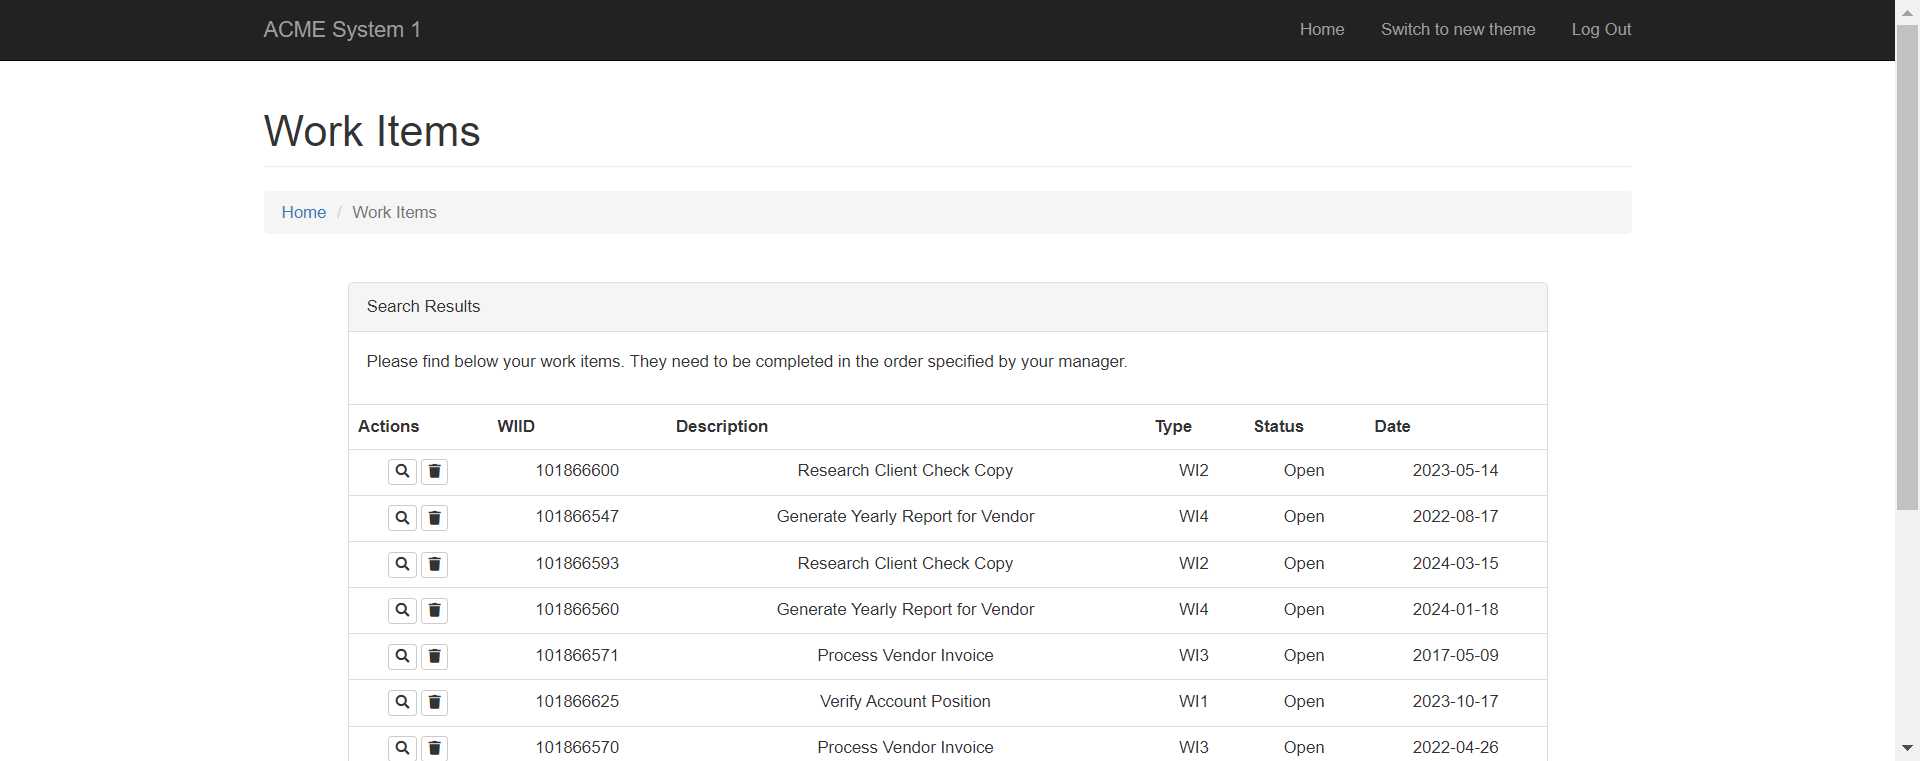 ACME System 1 Home Switch to new theme Log Out
Work Items
Home / Work Items
Search Results
Please find below your work items. They need to be completed in the order specified by your manager.
Actions WIID Description Type Status Date
101866600 Research Client Check Copy WI2 Open 2023-05-14
101866547 Generate Yearly Report for Vendor WI4 Open 2022-08-17
101866593 Research Client Check Copy WI2 Open 2024-03-15
101866560 Generate Yearly Report for Vendor WI4 Open 2024-01-18
101866571 Process Vendor Invoice WI3 Open 2017-05-09
101866625 Verify Account Position WI1 Open 2023-10-17
101866570 Process Vendor Invoice WI3 Open 2022-04-26